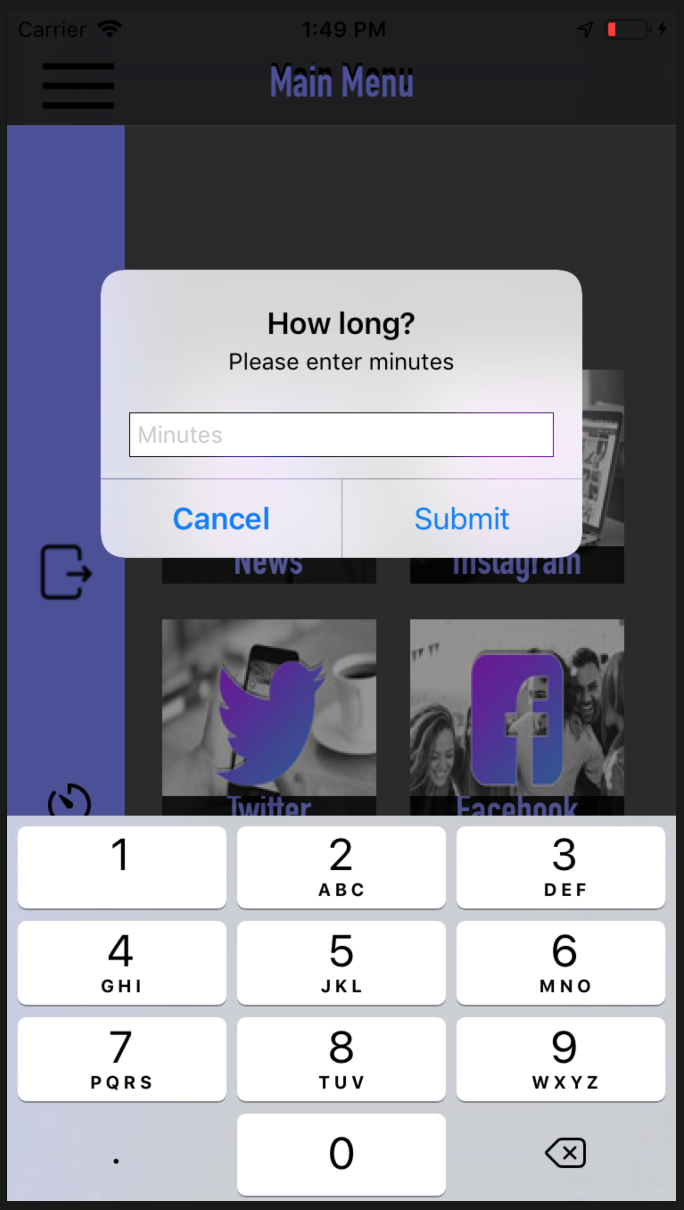 Carrier 1:49 PM
Main Menu
How long?
Please enter minutes
Minutes
Cancel Submit
News Instagram
Twitter Facebook
1 2 3
ABC DEF
4 5 6
GHI JKL MNO
7 8 9
PQRS TUV WXYZ
. 0